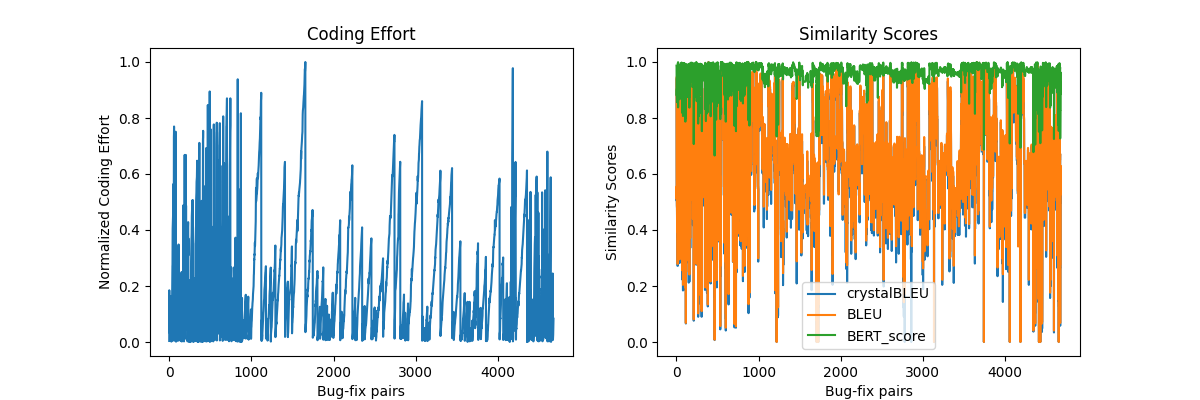 Coding Effort
Normalized Coding Effort
1.0
0.8
0.6
0.4
0.2
0.0
0
1000
2000
3000
4000
Bug-fix pairs
Similarity Scores
Similarity Scores
1.0
0.8
0.6
0.4
0.2
0.0
crystalBLEU
BLEU
BERT_score
0
1000
2000
3000
4000
Bug-fix pairs